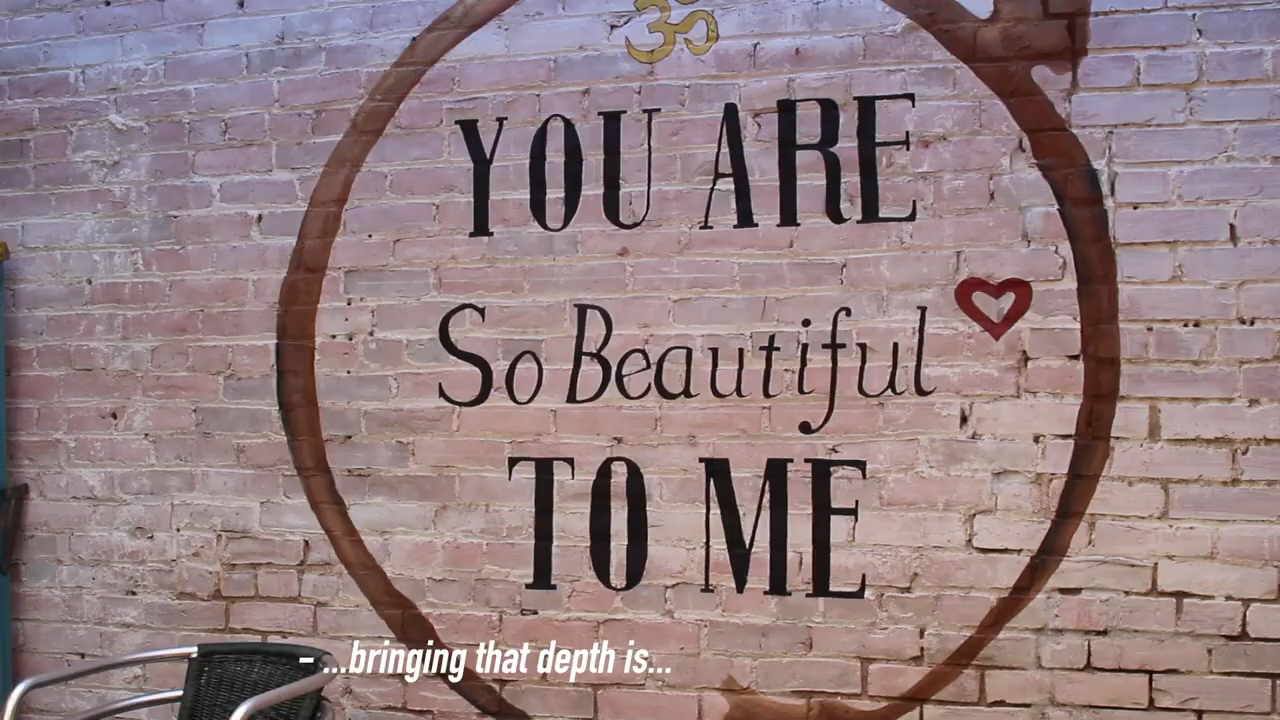 ॐ
YOU ARE
So Beautiful
TO ME
- ...bringing that depth is...